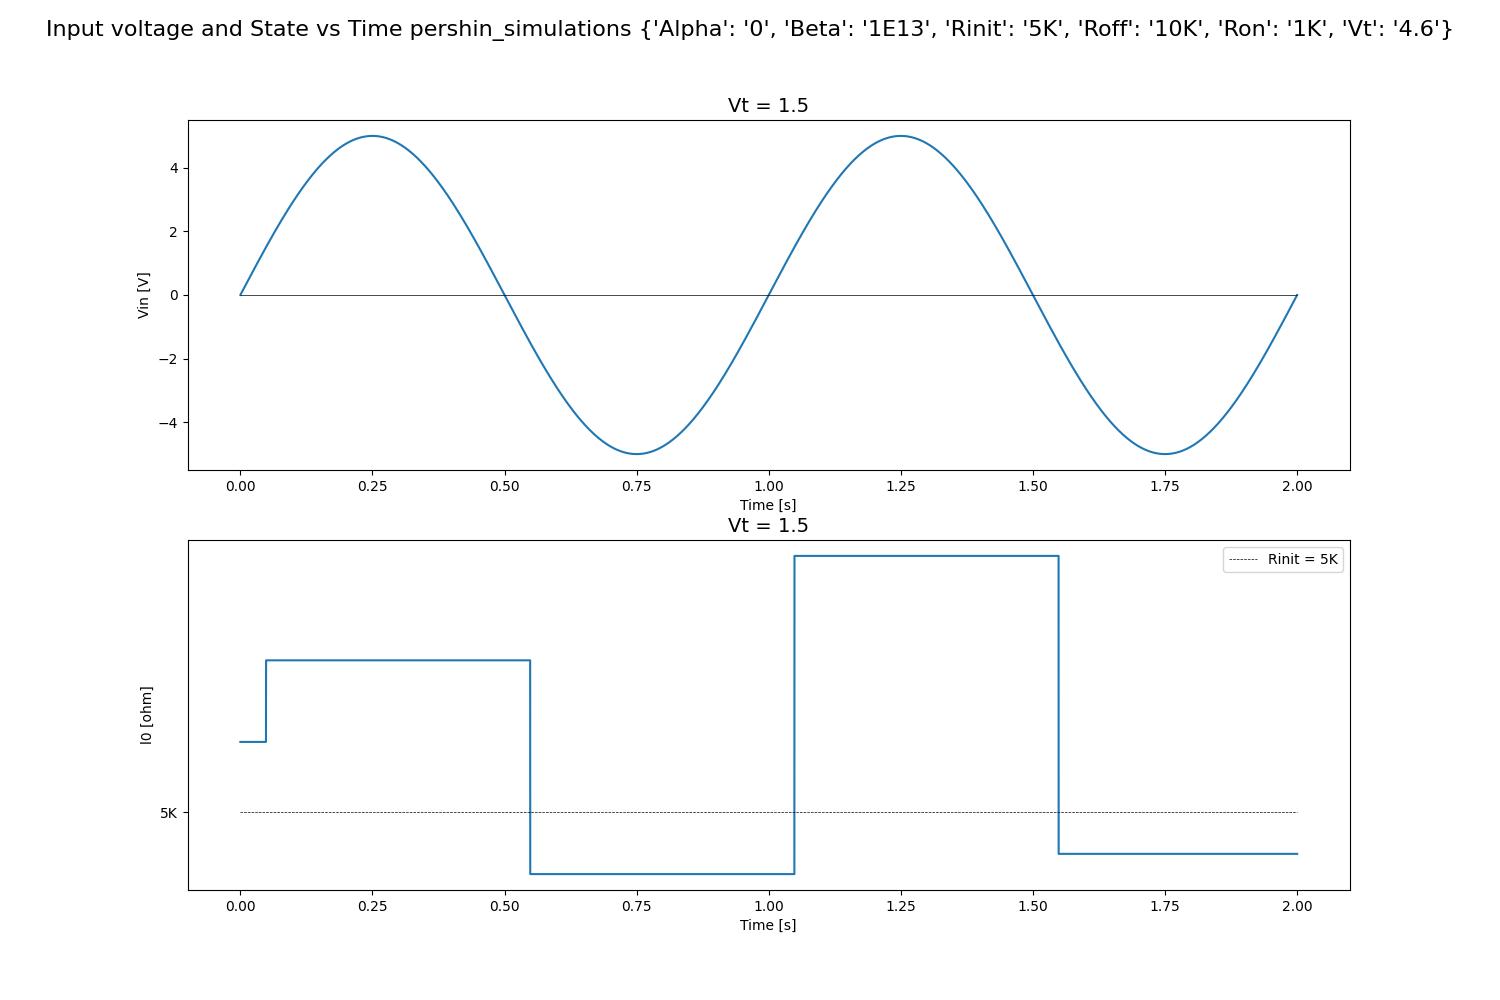 Input voltage and State vs Time pershin_simulations {'Alpha': '0', 'Beta': '1E13', 'Rinit': '5K', 'Roff': '10K', 'Ron': '1K', 'Vt': '4.6'}
Vt = 1.5
4
2
0
−2
−4
Vin [V]
0.00 0.25 0.50 0.75 1.00 1.25 1.50 1.75 2.00
Time [s]
Vt = 1.5
Rinit = 5K
l0 [ohm]
5K
0.00 0.25 0.50 0.75 1.00 1.25 1.50 1.75 2.00
Time [s]